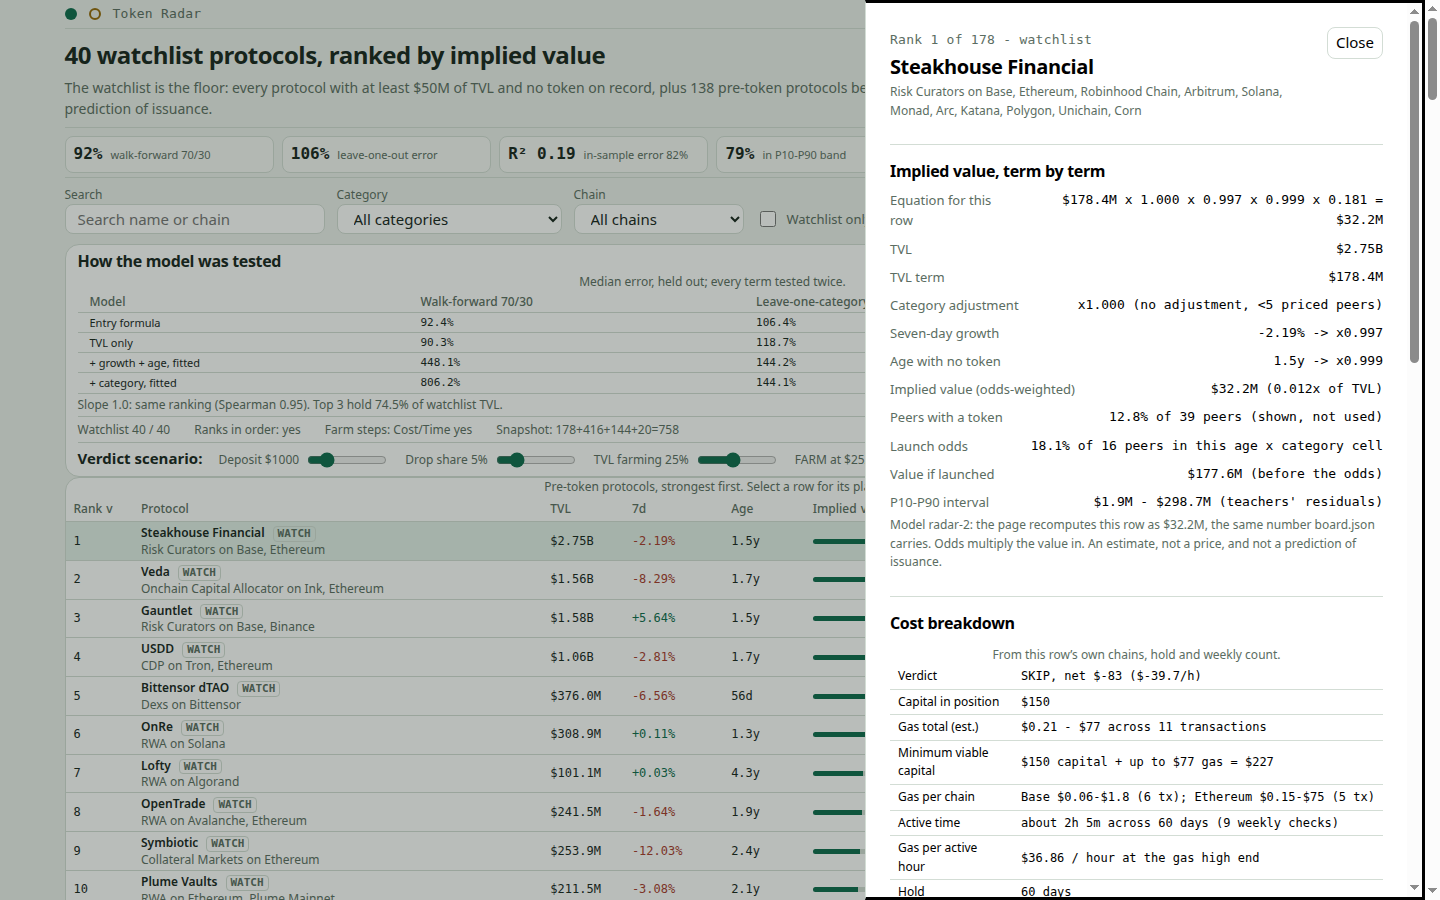 Token Radar
40 watchlist protocols, ranked by implied value
The watchlist is the floor: every protocol with at least $50M of TVL and no token on record, plus 138 pre-token protocols be
prediction of issuance.
92% walk-forward 70/30
106% leave-one-out error
R² 0.19 in-sample error 82%
79% in P10-P90 band
Search
Category
Chain
Search name or chain
All categories
All chains
Watchlist onl
How the model was tested
Median error, held out; every term tested twice.
Model Walk-forward 70/30 Leave-one-category
Entry formula 92.4% 106.4%
TVL only 90.3% 118.7%
+ growth + age, fitted 448.1% 144.2%
+ category, fitted 806.2% 144.1%
Slope 1.0: same ranking (Spearman 0.95). Top 3 hold 74.5% of watchlist TVL.
Watchlist 40 / 40 Ranks in order: yes Farm steps: Cost/Time yes Snapshot: 178+416+144+20=758
Verdict scenario: Deposit $1000 Drop share 5% TVL farming 25% FARM at $25
Pre-token protocols, strongest first. Select a row for its pl
Rank v Protocol TVL 7d Age Implied v
1 Steakhouse Financial WATCH $2.75B -2.19% 1.5y
Risk Curators on Base, Ethereum
2 Veda WATCH $1.56B -8.29% 1.7y
Onchain Capital Allocator on Ink, Ethereum
3 Gauntlet WATCH $1.58B +5.64% 1.5y
Risk Curators on Base, Binance
4 USDD WATCH $1.06B -2.81% 1.7y
CDP on Tron, Ethereum
5 Bittensor dTAO WATCH $376.0M -6.56% 56d
Dexs on Bittensor
6 OnRe WATCH $308.9M +0.11% 1.3y
RWA on Solana
7 Lofty WATCH $101.1M +0.03% 4.3y
RWA on Algorand
8 OpenTrade WATCH $241.5M -1.64% 1.9y
RWA on Avalanche, Ethereum
9 Symbiotic WATCH $253.9M -12.03% 2.4y
Collateral Markets on Ethereum
10 Plume Vaults WATCH $211.5M -3.08% 2.1y
RWA on Ethereum, Plume Mainnet
Rank 1 of 178 - watchlist
Close
Steakhouse Financial
Risk Curators on Base, Ethereum, Robinhood Chain, Arbitrum, Solana,
Monad, Arc, Katana, Polygon, Unichain, Corn
Implied value, term by term
Equation for this row $178.4M x 1.000 x 0.997 x 0.999 x 0.181 = $32.2M
TVL $2.75B
TVL term $178.4M
Category adjustment x1.000 (no adjustment, <5 priced peers)
Seven-day growth -2.19% -> x0.997
Age with no token 1.5y -> x0.999
Implied value (odds-weighted) $32.2M (0.012x of TVL)
Peers with a token 12.8% of 39 peers (shown, not used)
Launch odds 18.1% of 16 peers in this age x category cell
Value if launched $177.6M (before the odds)
P10-P90 interval $1.9M - $298.7M (teachers' residuals)
Model radar-2: the page recomputes this row as $32.2M, the same number board.json
carries. Odds multiply the value in. An estimate, not a price, and not a prediction of
issuance.
Cost breakdown
From this row's own chains, hold and weekly count.
Verdict SKIP, net $-83 ($-39.7/h)
Capital in position $150
Gas total (est.) $0.21 - $77 across 11 transactions
Minimum viable capital $150 capital + up to $77 gas = $227
Gas per chain Base $0.06-$1.8 (6 tx); Ethereum $0.15-$75 (5 tx)
Active time about 2h 5m across 60 days (9 weekly checks)
Gas per active hour $36.86 / hour at the gas high end
Hold 60 days